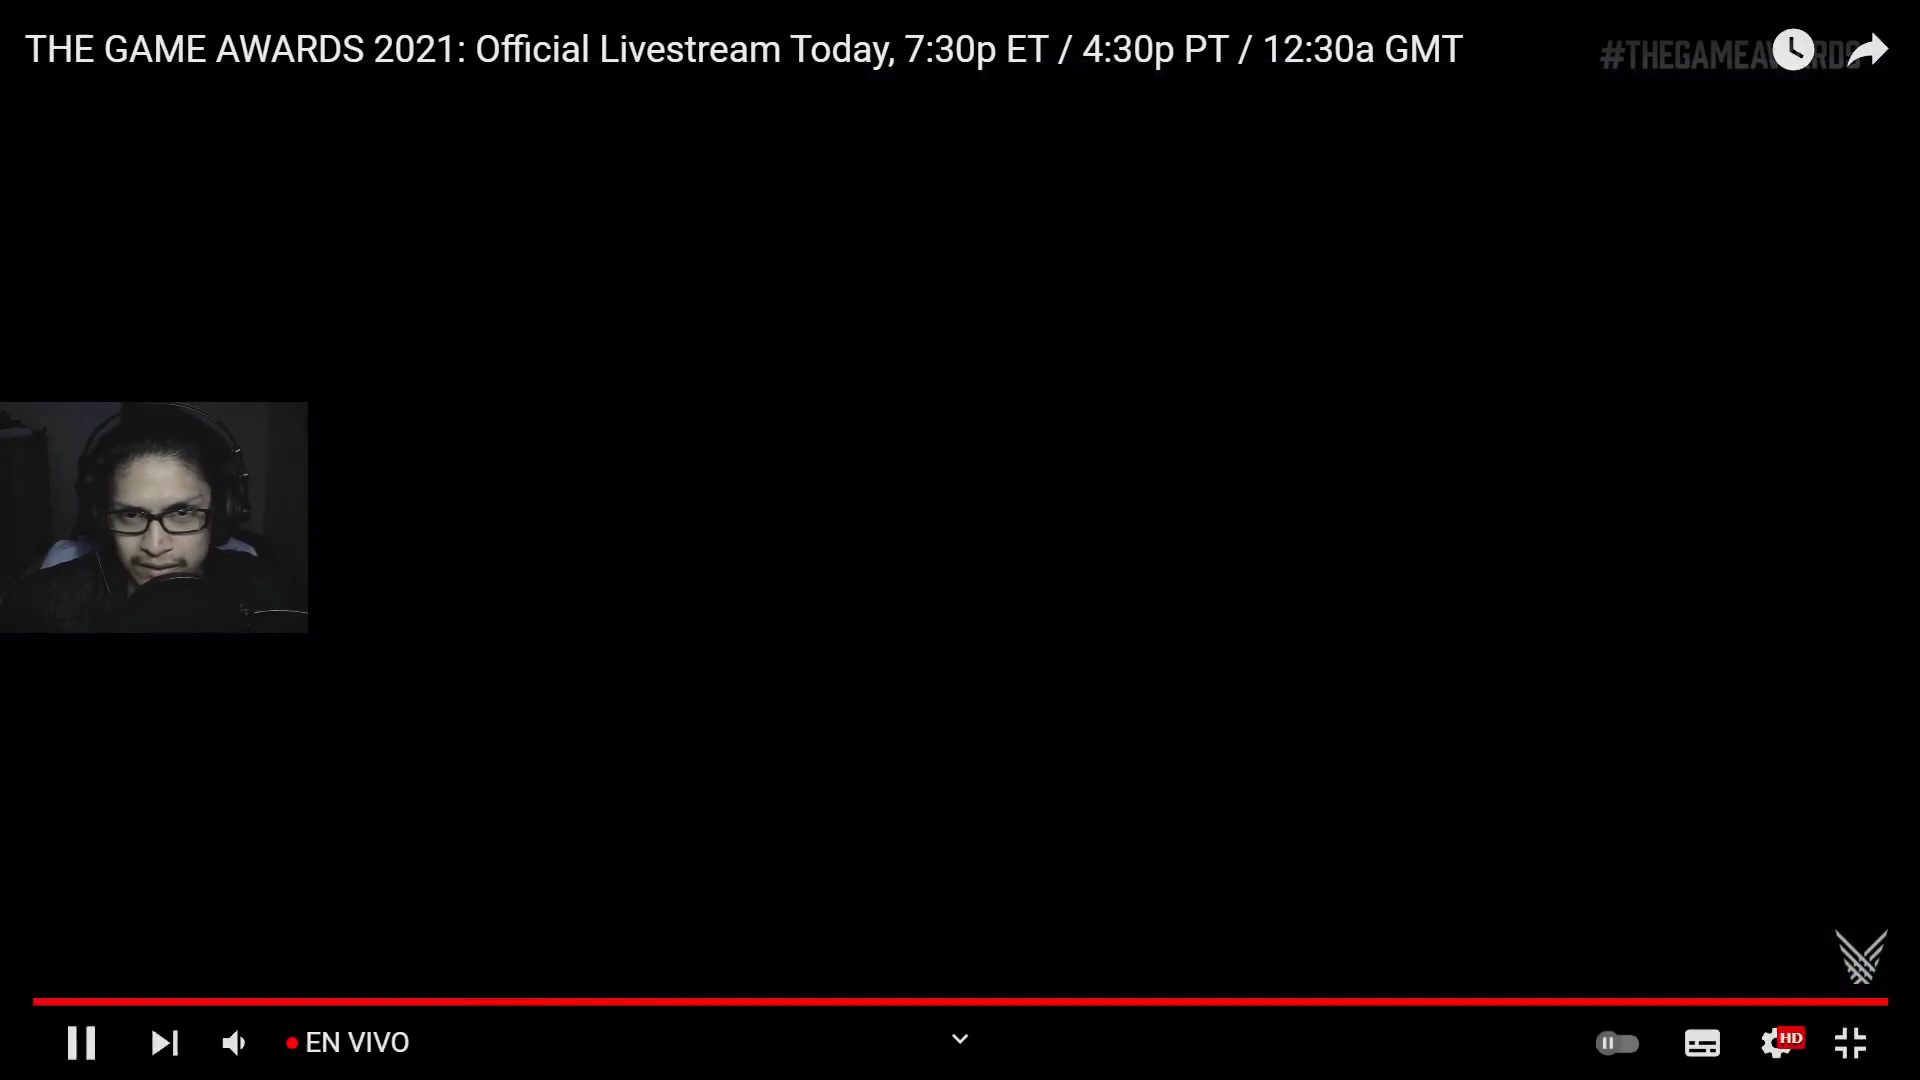 THE GAME AWARDS 2021: Official Livestream Today, 7:30p ET / 4:30p PT / 12:30a GMT
#THEGAMEAWARDS
EN VIVO
HD